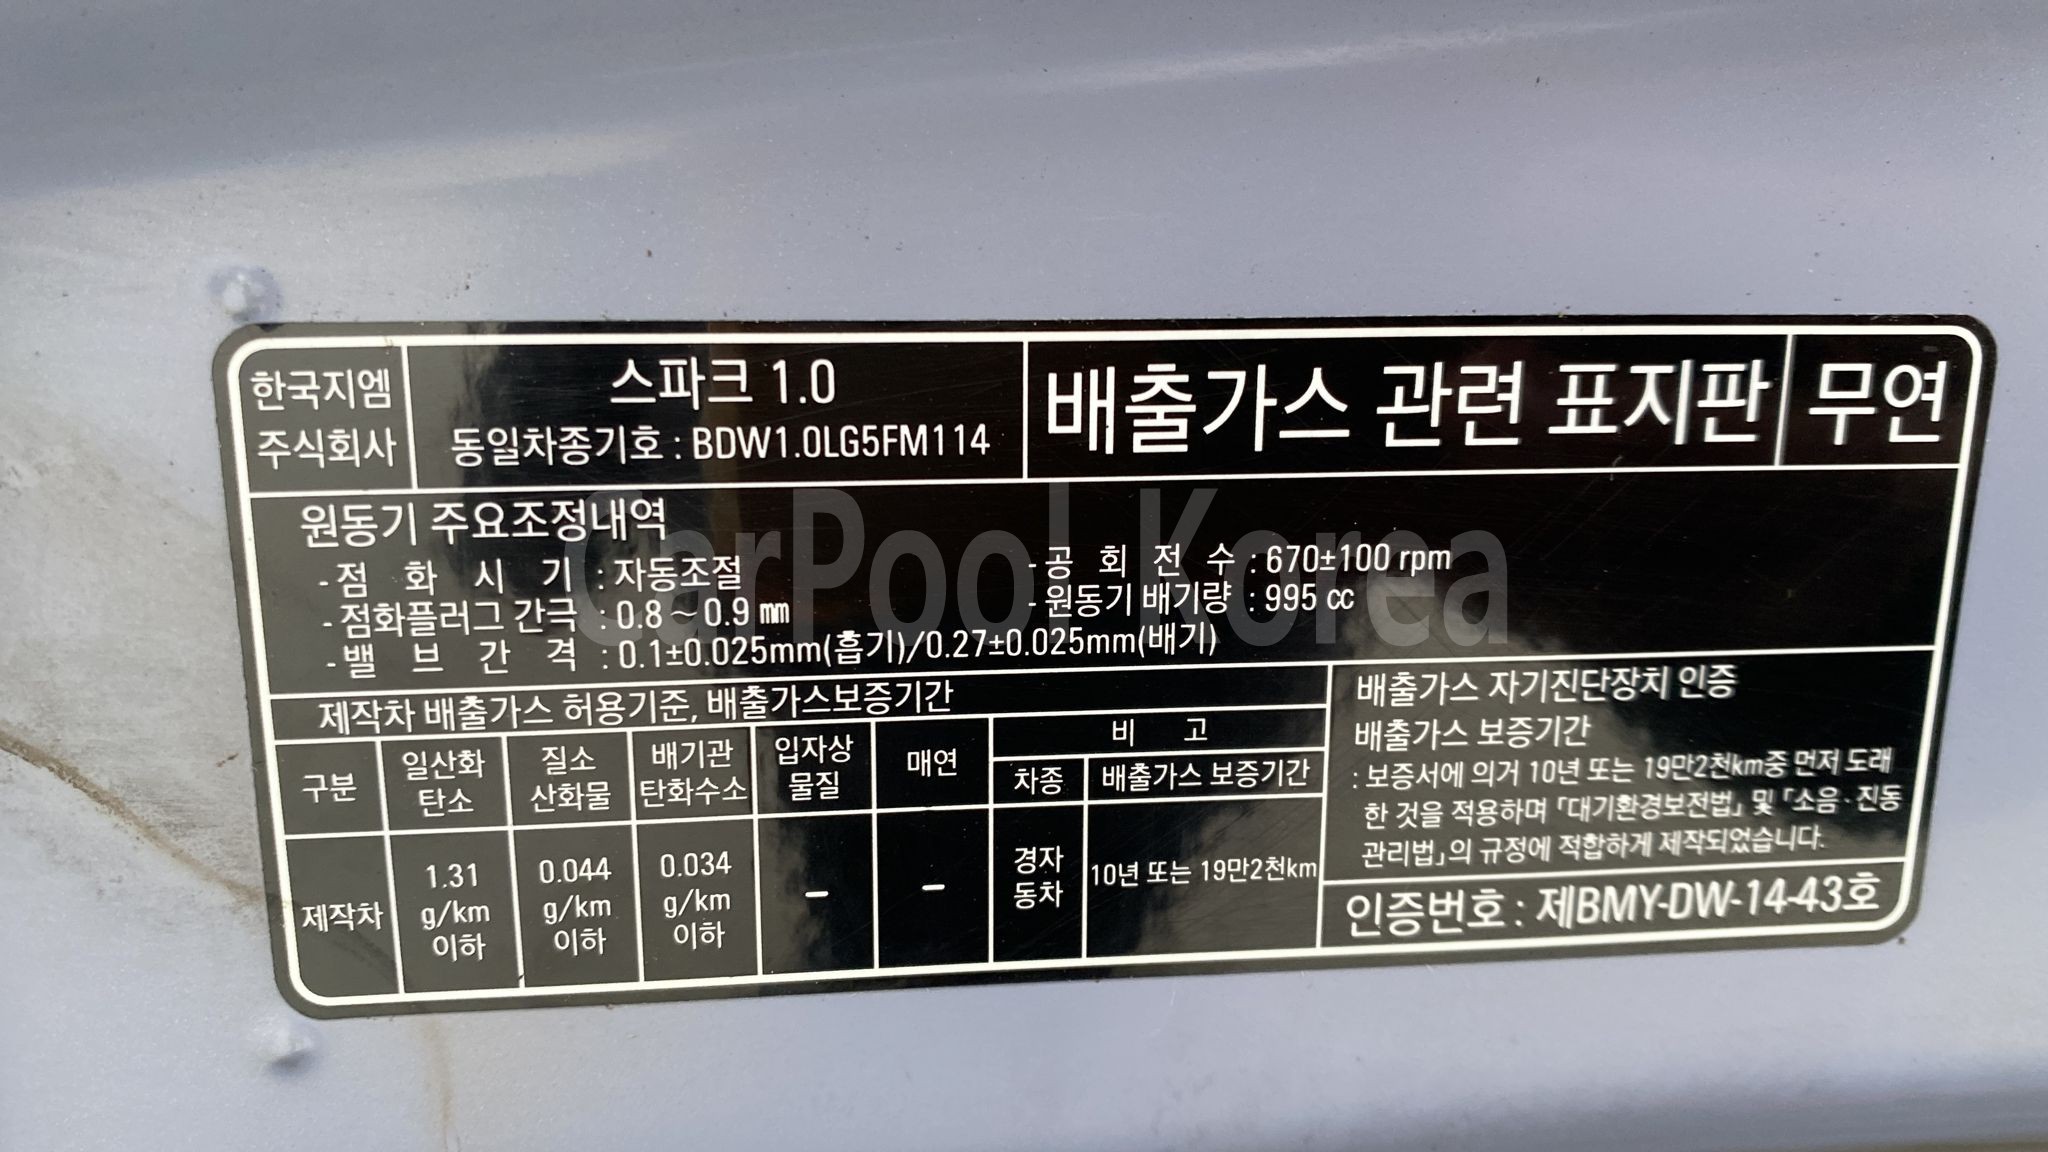 한국지엠
주식회사
스파크 1.0
동일차종기호 : BDW1.0LG5FM114
배출가스 관련 표지판
무연
원동기 주요조정내역
- 점 화 시 기 : 자동조절
- 점화플러그 간극 : 0.8 ~ 0.9 ㎜
- 밸 브 간 격 : 0.1±0.025mm(흡기)/0.27±0.025mm(배기)
- 공 회 전 수 : 670±100 rpm
- 원동기 배기량 : 995 cc
CarPool Korea
제작차 배출가스 허용기준, 배출가스보증기간
구분
일산화
탄소
질소
산화물
배기관
탄화수소
입자상
물질
매연
비 고
차종
배출가스 보증기간
제작차
1.31
g/km
이하
0.044
g/km
이하
0.034
g/km
이하
–
–
경자
동차
10년 또는 19만2천km
배출가스 자기진단장치 인증
배출가스 보증기간
: 보증서에 의거 10년 또는 19만2천km중 먼저 도래
한 것을 적용하며 「대기환경보전법」 및 「소음·진동
관리법」의 규정에 적합하게 제작되었습니다.
인증번호 : 제BMY-DW-14-43호